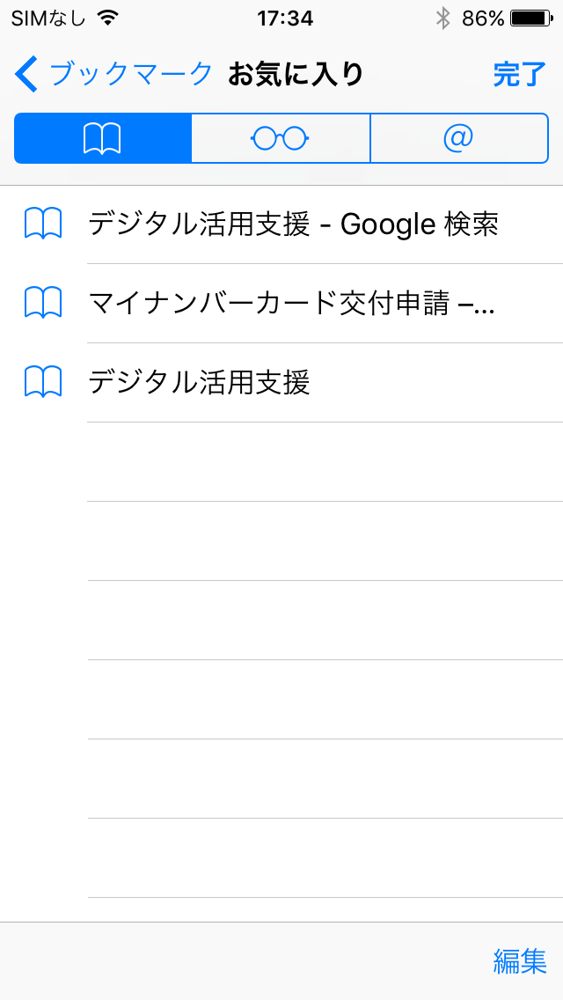 SIMなし 17:34 86%
ブックマーク お気に入り 完了
@
デジタル活用支援 - Google 検索
マイナンバーカード交付申請 –...
デジタル活用支援
編集